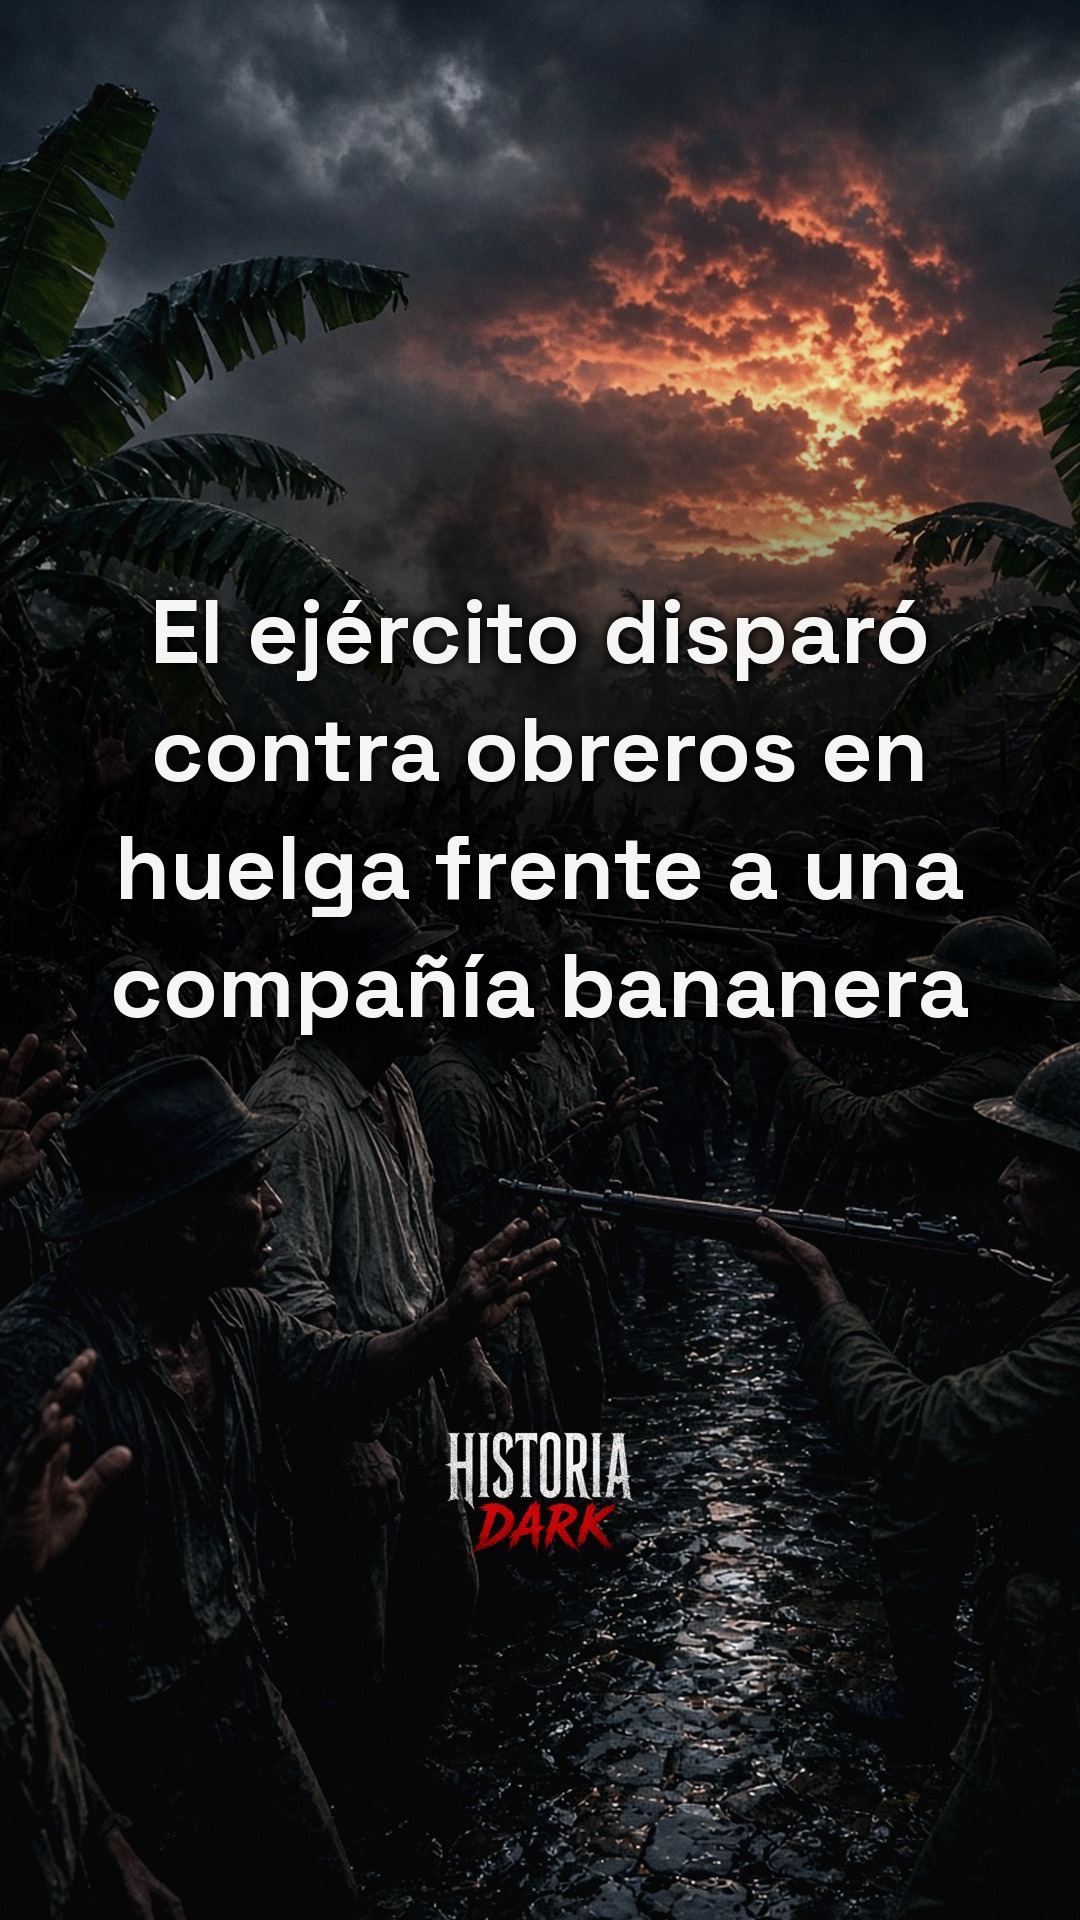 El ejército disparó
contra obreros en
huelga frente a una
compañía bananera
HISTORIA
DARK